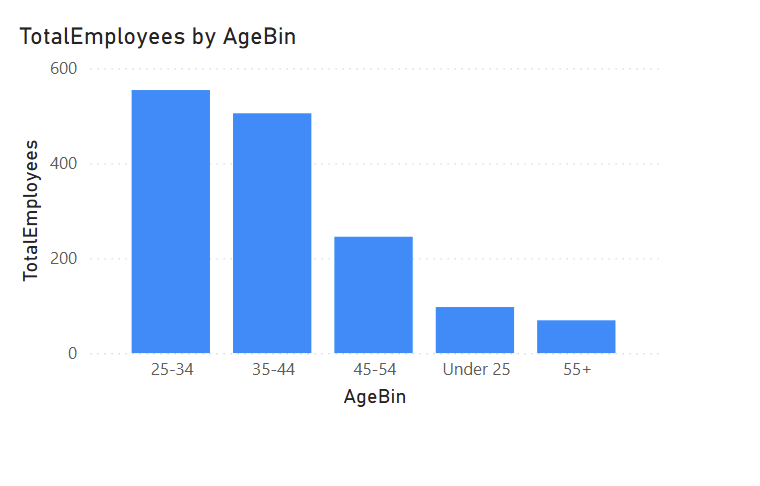 TotalEmployees by AgeBin
600
400
200
0
TotalEmployees
25-34 35-44 45-54 Under 25 55+
AgeBin